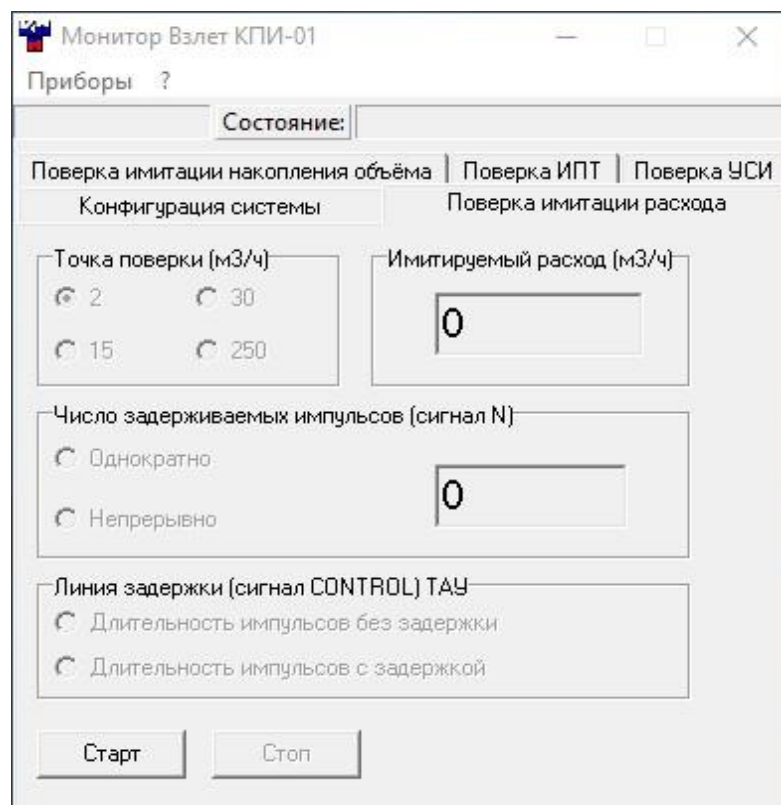 Монитор Взлет КПИ-01
Приборы ?
Состояние:
Поверка имитации накопления объёма Поверка ИПТ Поверка УСИ
Конфигурация системы Поверка имитации расхода
Точка поверки (м3/ч) Имитируемый расход (м3/ч)
2 30
0
15 250
Число задерживаемых импульсов (сигнал N)
Однократно
0
Непрерывно
Линия задержки (сигнал CONTROL) ТАУ
Длительность импульсов без задержки
Длительность импульсов с задержкой
Старт Стоп